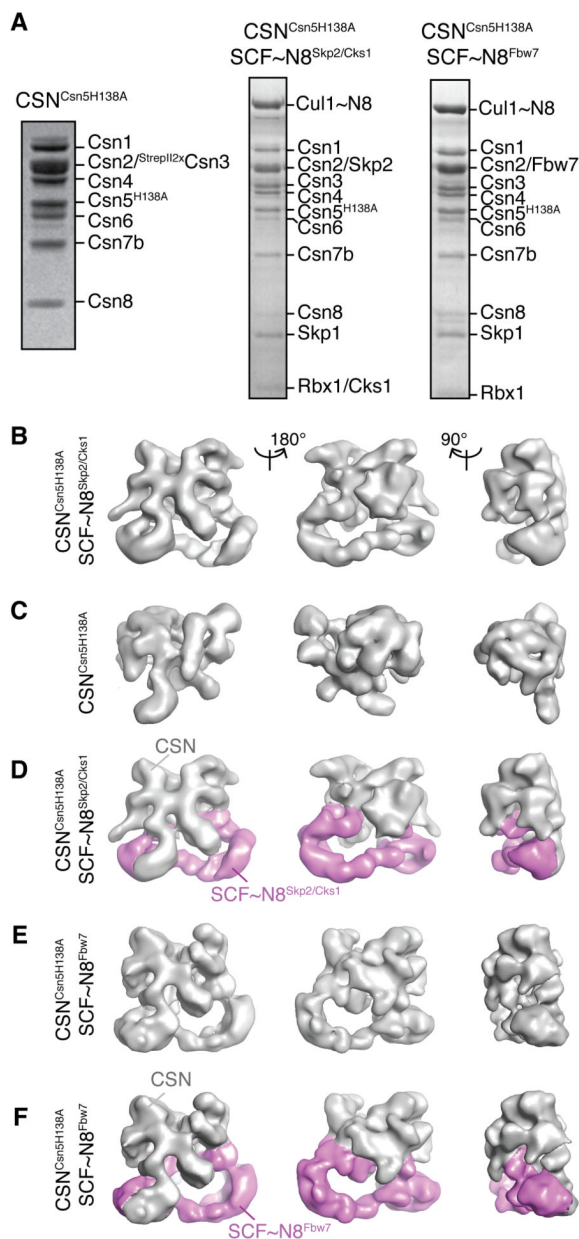 A
CSN^Csn5H138A
CSN^Csn5H138A
SCF~N8^Skp2/Cks1
CSN^Csn5H138A
SCF~N8^Fbw7
Csn1
Csn2/^StrepII2xCsn3
Csn4
Csn5^H138A
Csn6
Csn7b
Csn8
Cul1~N8
Csn1
Csn2/Skp2
Csn3
Csn4
Csn5^H138A
Csn6
Csn7b
Csn8
Skp1
Rbx1/Cks1
Cul1~N8
Csn1
Csn2/Fbw7
Csn3
Csn4
Csn5^H138A
Csn6
Csn7b
Csn8
Skp1
Rbx1
B
CSN^Csn5H138A
SCF~N8^Skp2/Cks1
180°
90°
C
CSN^Csn5H138A
D
CSN^Csn5H138A
SCF~N8^Skp2/Cks1
CSN
SCF~N8^Skp2/Cks1
E
CSN^Csn5H138A
SCF~N8^Fbw7
F
CSN^Csn5H138A
SCF~N8^Fbw7
CSN
SCF~N8^Fbw7